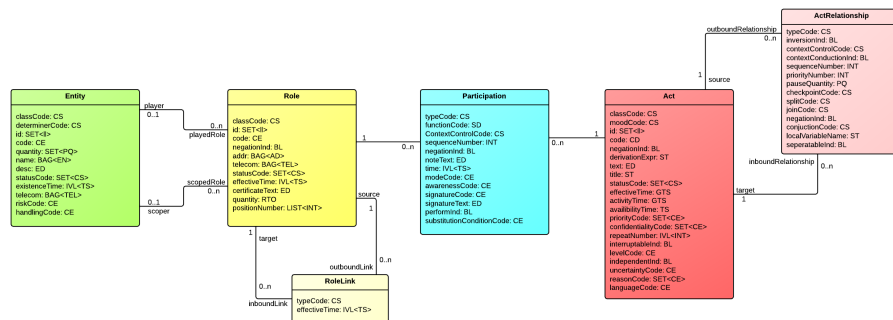 ActRelationship
typeCode: CS
inversionInd: BL
contextControlCode: CS
contextConductionInd: BL
sequenceNumber: INT
priorityNumber: INT
pauseQuantity: PQ
checkpointCode: CS
splitCode: CS
joinCode: CS
negationInd: BL
conjuctionCode: CS
localVariableName: ST
seperatableInd: BL
outboundRelationship
0..n
1
source
inboundRelationship
0..n
target
1
Entity
classCode: CS
determinerCode: CS
id: SET<II>
code: CE
quantity: SET<PQ>
name: BAG<EN>
desc: ED
statusCode: SET<CS>
existenceTime: IVL<TS>
telecom: BAG<TEL>
riskCode: CE
handlingCode: CE
player
0..1
0..n
playedRole
scopedRole
0..n
0..1
scoper
Role
classCode: CS
id: SET<II>
code: CE
negationInd: BL
addr: BAG<AD>
telecom: BAG<TEL>
statusCode: SET<CS>
effectiveTime: IVL<TS>
certificateText: ED
quantity: RTO
positionNumber: LIST<INT>
1
0..n
source
1
outboundLink
0..n
1
target
0..n
inboundLink
RoleLink
typeCode: CS
effectiveTime: IVL<TS>
Participation
typeCode: CS
functionCode: SD
ContextControlCode: CS
sequenceNumber: INT
negationInd: BL
noteText: ED
time: IVL<TS>
modeCode: CE
awarenessCode: CE
signatureCode: CE
signatureText: ED
performInd: BL
substitutionConditionCode: CE
0..n
1
Act
classCode: CS
moodCode: CS
id: SET<II>
code: CD
negationInd: BL
derivationExpr: ST
text: ED
title: ST
statusCode: SET<CS>
effectiveTime: GTS
activityTime: GTS
availibilityTime: TS
priorityCode: SET<CE>
confidentialityCode: SET<CE>
repeatNumber: IVL<INT>
interruptableInd: BL
levelCode: CE
independentInd: BL
uncertaintyCode: CE
reasonCode: SET<CE>
languageCode: CE